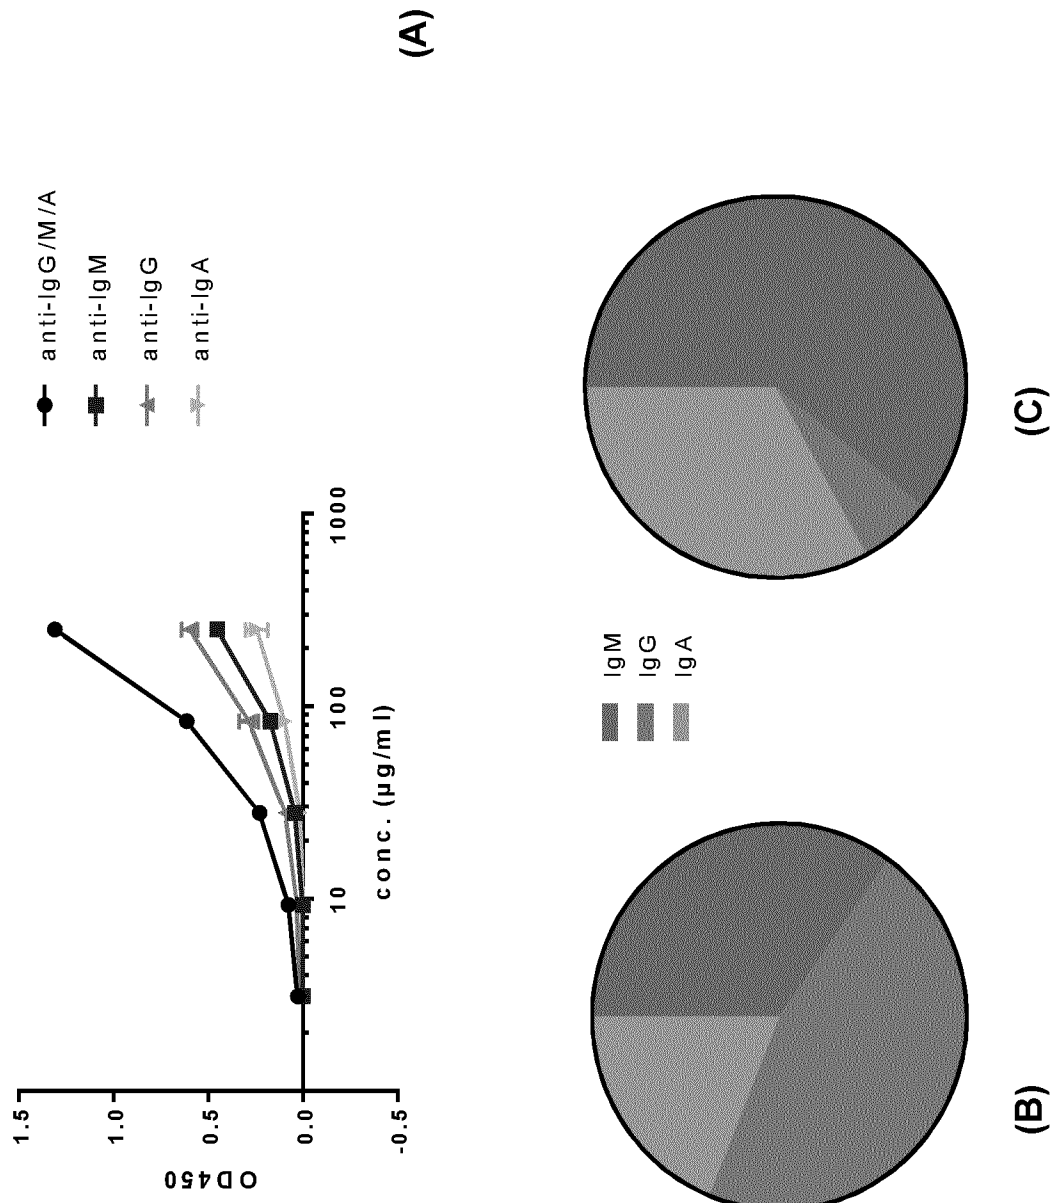 1.5
1.0
0.5
0.0
-0.5
OD450
10
100
1000
conc. (µg/ml)
anti-IgG/M/A
anti-IgM
anti-IgG
anti-IgA
(A)
IgM
IgG
IgA
(B)
(C)